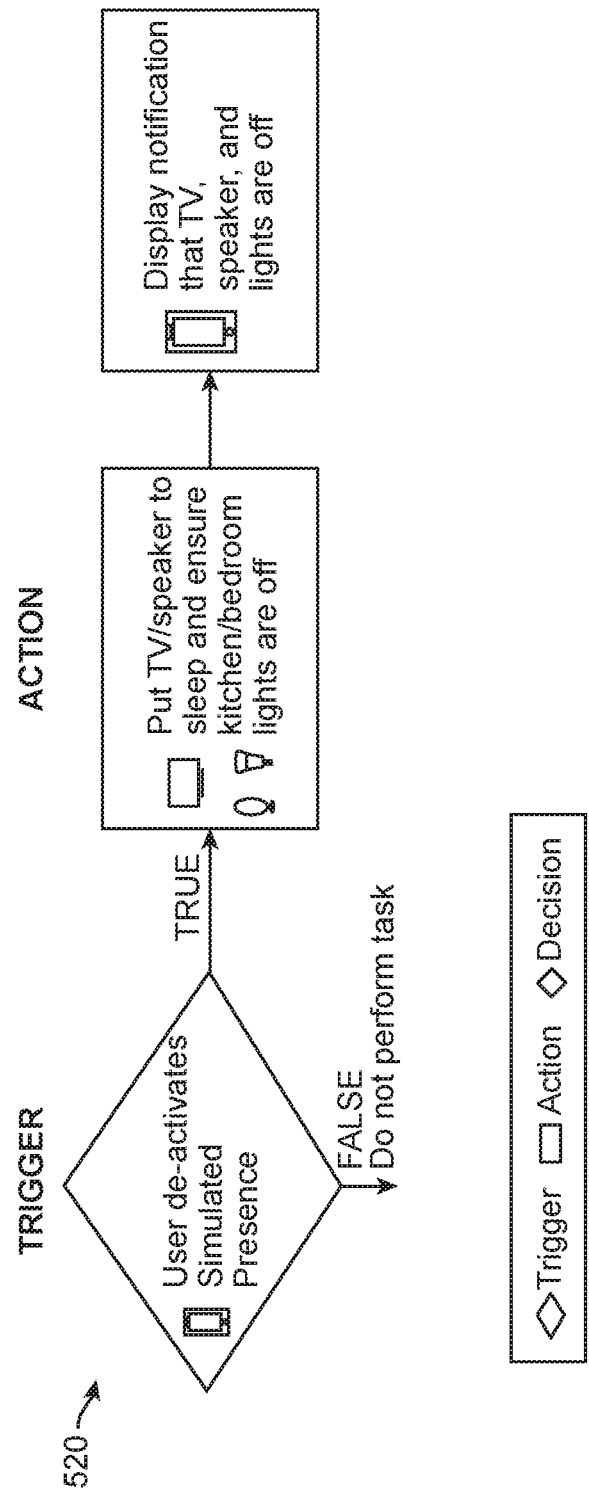 520
TRIGGER
User de-activates
Simulated
Presence
TRUE
FALSE
Do not perform task
ACTION
Put TV/speaker to
sleep and ensure
kitchen/bedroom
lights are off
Display notification
that TV,
speaker, and
lights are off
Trigger Action Decision